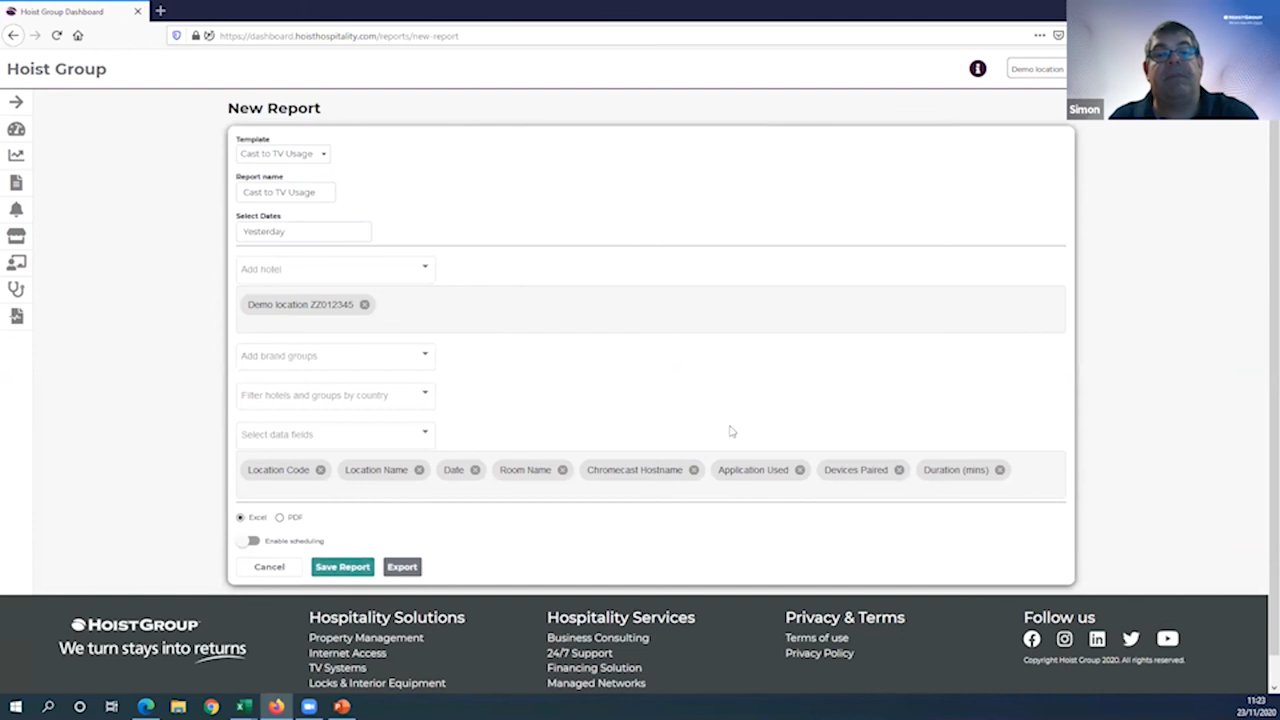 Hoist Group Dashboard
https://dashboard.hoisthospitality.com/reports/new-report
HOISTGROUP
Hoist Group
Demo location
Simon
New Report
Template
Cast to TV Usage
Report name
Cast to TV Usage
Select Dates
Yesterday
Add hotel
Demo location ZZ012345
Add brand groups
Filter hotels and groups by country
Select data fields
Location Code
Location Name
Date
Room Name
Chromecast Hostname
Application Used
Devices Paired
Duration (mins)
Excel
PDF
Enable scheduling
Cancel
Save Report
Export
HOISTGROUP
We turn stays into returns
Hospitality Solutions
Property Management
Internet Access
TV Systems
Locks & Interior Equipment
Hospitality Services
Business Consulting
24/7 Support
Financing Solution
Managed Networks
Privacy & Terms
Terms of use
Privacy Policy
Follow us
Copyright Hoist Group 2020. All rights reserved.
11:23
23/11/2020